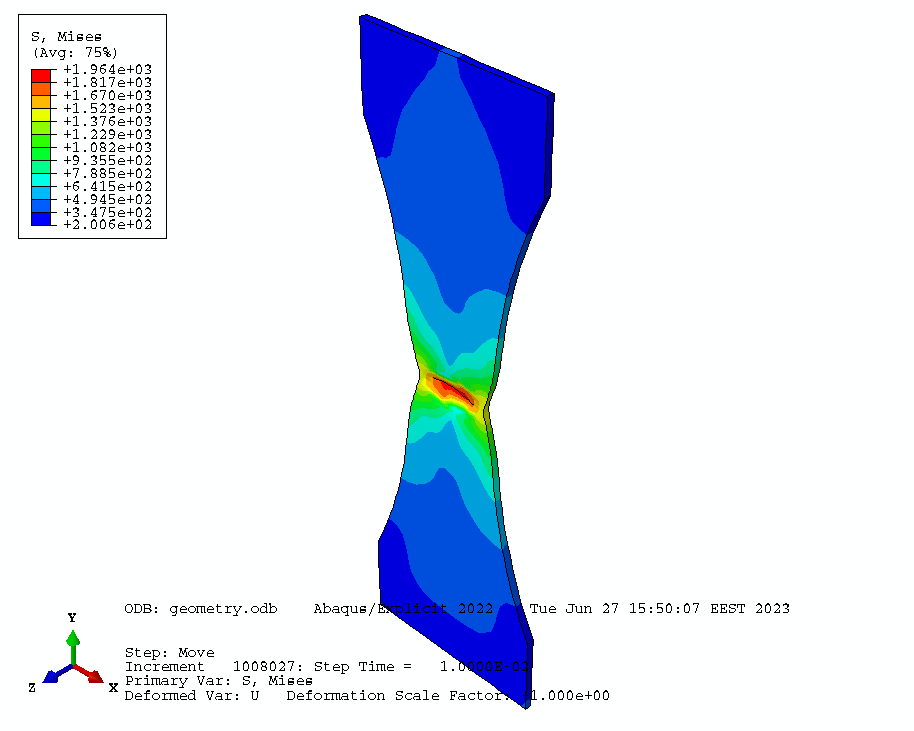 S, Mises
(Avg: 75%)
+1.964e+03
+1.817e+03
+1.670e+03
+1.523e+03
+1.376e+03
+1.229e+03
+1.082e+03
+9.355e+02
+7.885e+02
+6.415e+02
+4.945e+02
+3.475e+02
+2.006e+02
ODB: geometry.odb Abaqus/Explicit 2022 Tue Jun 27 15:50:07 EEST 2023
Y
Z
X
Step: Move
Increment 1008027: Step Time = 1.0000E-02
Primary Var: S, Mises
Deformed Var: U Deformation Scale Factor: +1.000e+00